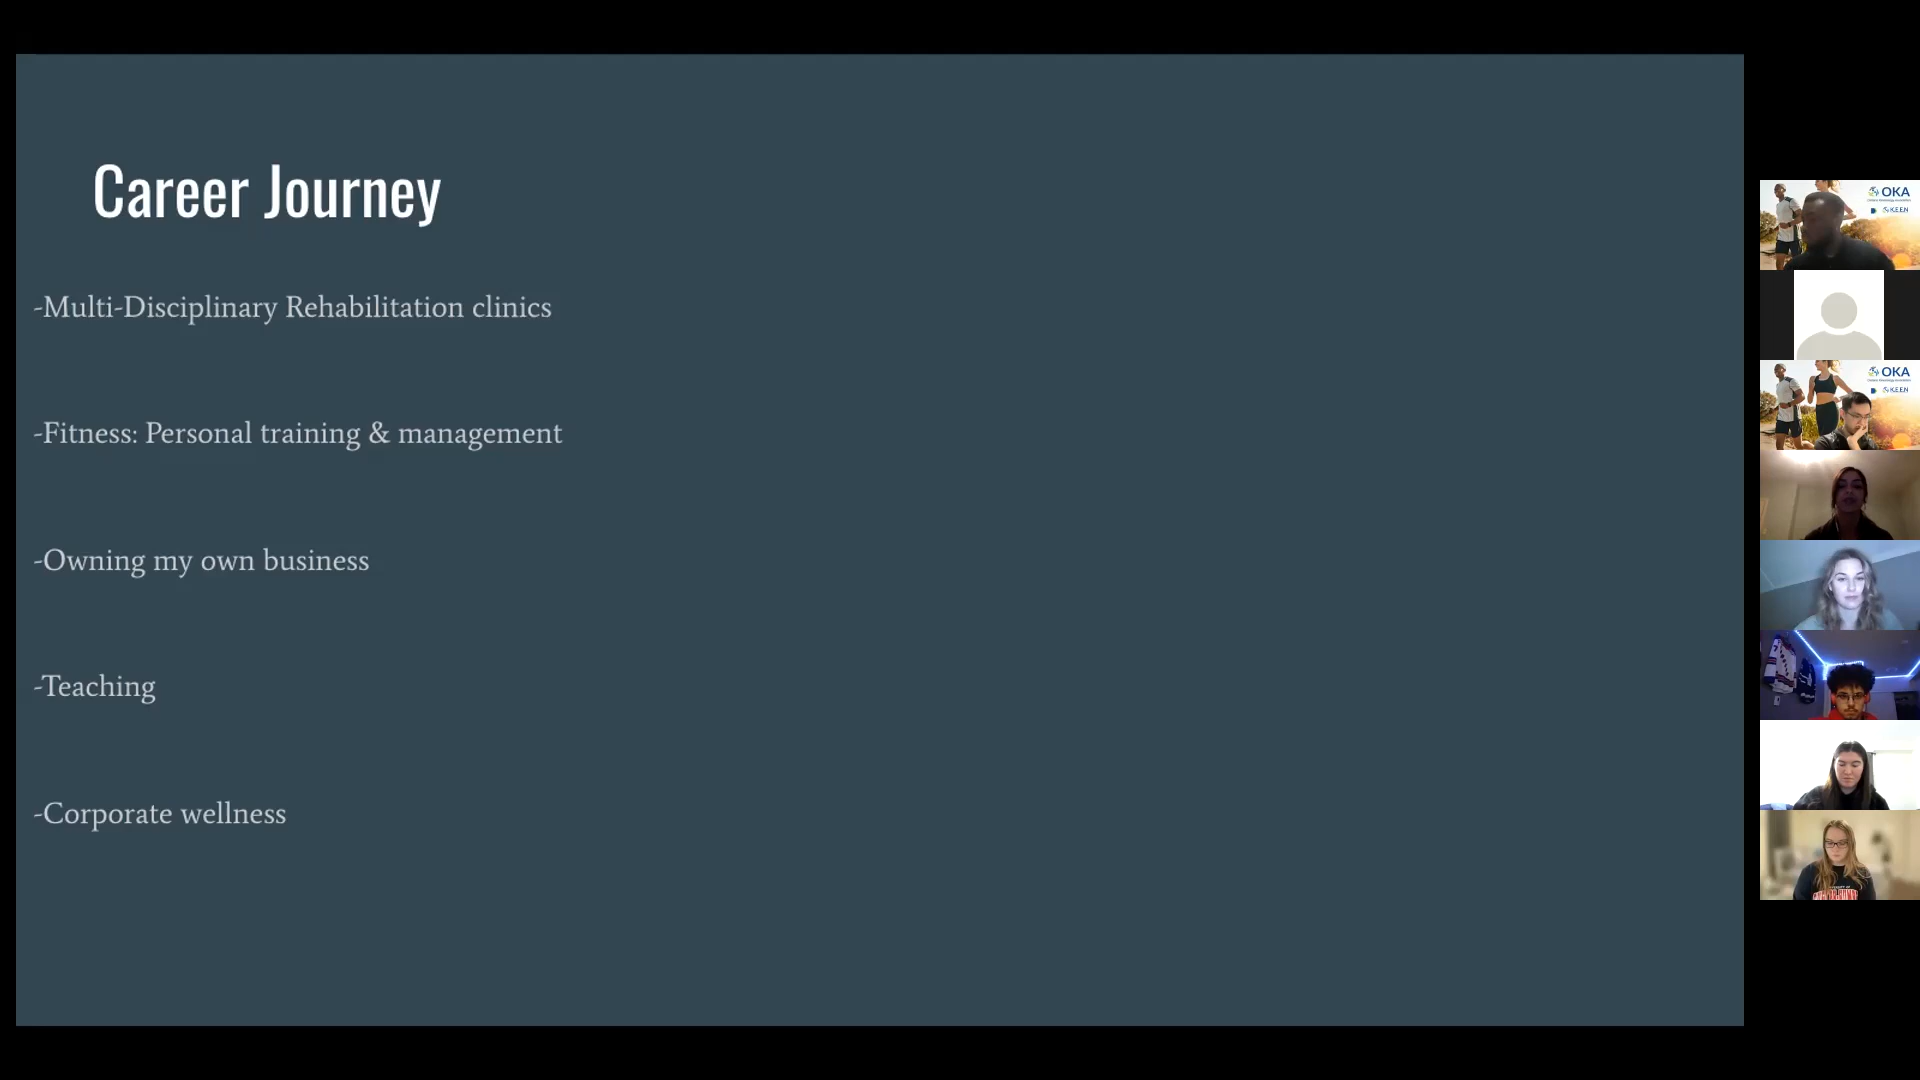 Career Journey
-Multi-Disciplinary Rehabilitation clinics
-Fitness: Personal training & management
-Owning my own business
-Teaching
-Corporate wellness
OKA
K.E.E.N
OKA
K.E.E.N